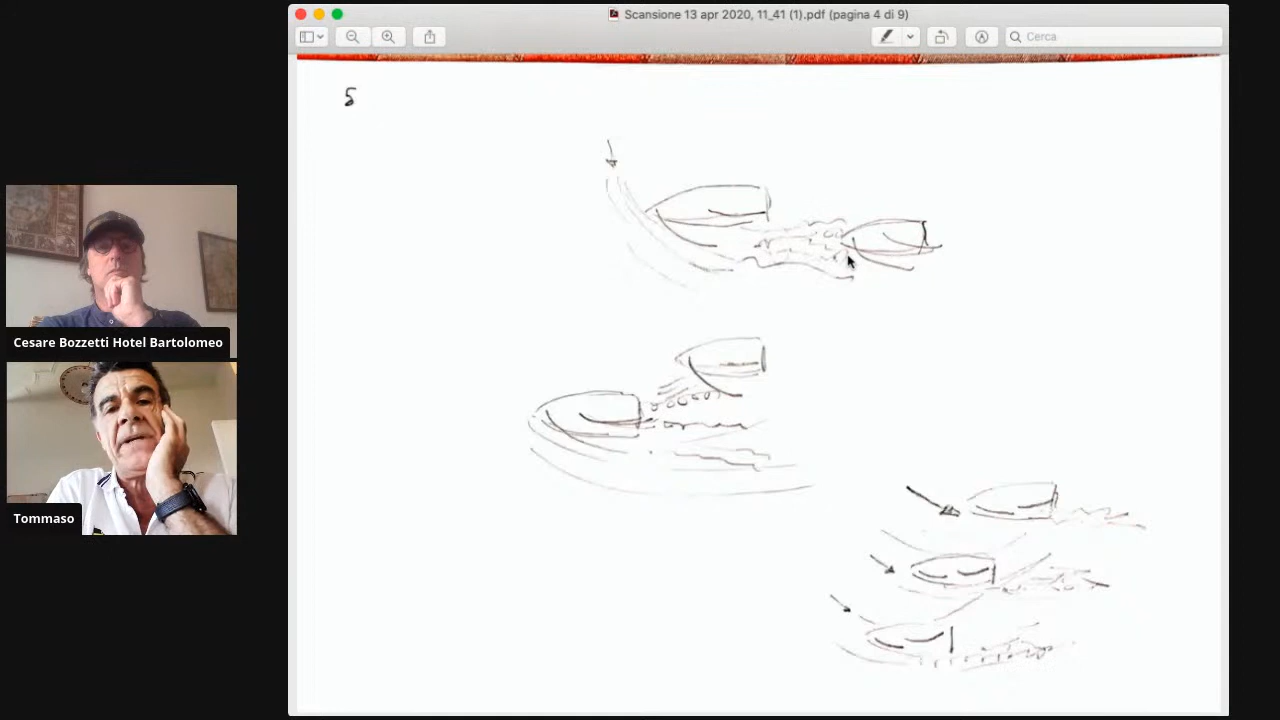 Scansione 13 apr 2020, 11_41 (1).pdf (pagina 4 di 9)
Cerca
5
Cesare Bozzetti Hotel Bartolomeo
Tommaso